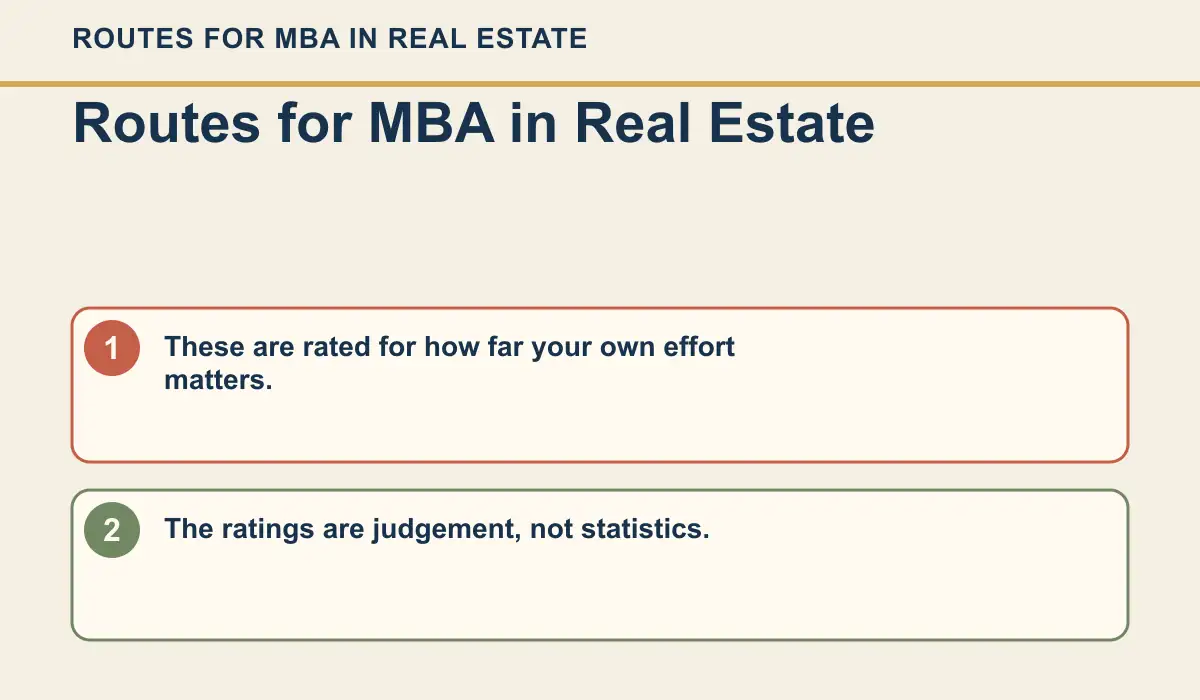 ROUTES FOR MBA IN REAL ESTATE
Routes for MBA in Real Estate
1
These are rated for how far your own effort
matters.
2
The ratings are judgement, not statistics.